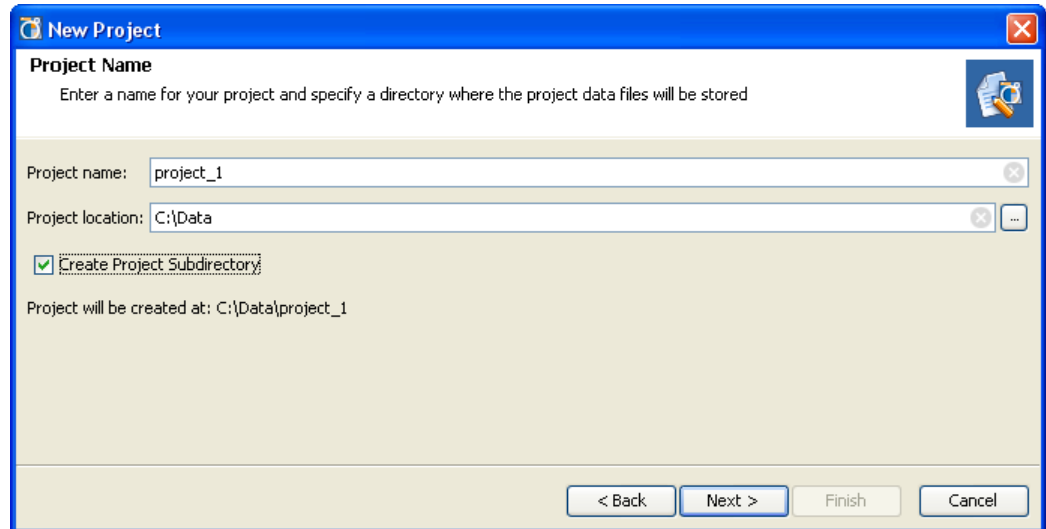 New Project
Project Name
Enter a name for your project and specify a directory where the project data files will be stored
Project name: project_1
Project location: C:\Data ...
Create Project Subdirectory
Project will be created at: C:\Data\project_1
< Back Next > Finish Cancel